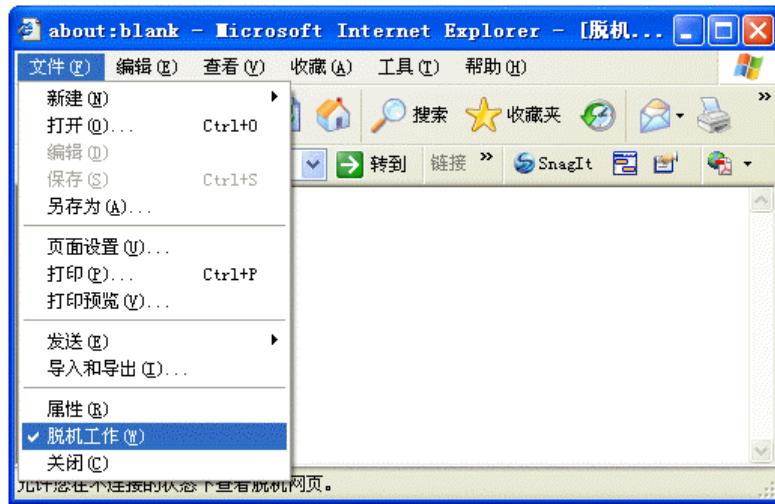 about:blank - Microsoft Internet Explorer - [脱机...
文件(F) 编辑(E) 查看(V) 收藏(A) 工具(T) 帮助(H)
新建(N)
打开(O)... Ctrl+O
编辑(D)
保存(S) Ctrl+S
另存为(A)...
页面设置(U)...
打印(P)... Ctrl+P
打印预览(V)...
发送(E)
导入和导出(I)...
属性(R)
脱机工作(W)
关闭(C)
搜索 收藏夹 »
转到 链接 » SnagIt
允许您在不连接的状态下查看脱机网页。